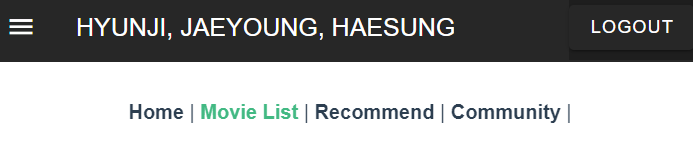 HYUNJI, JAEYOUNG, HAESUNG LOGOUT
Home | Movie List | Recommend | Community |